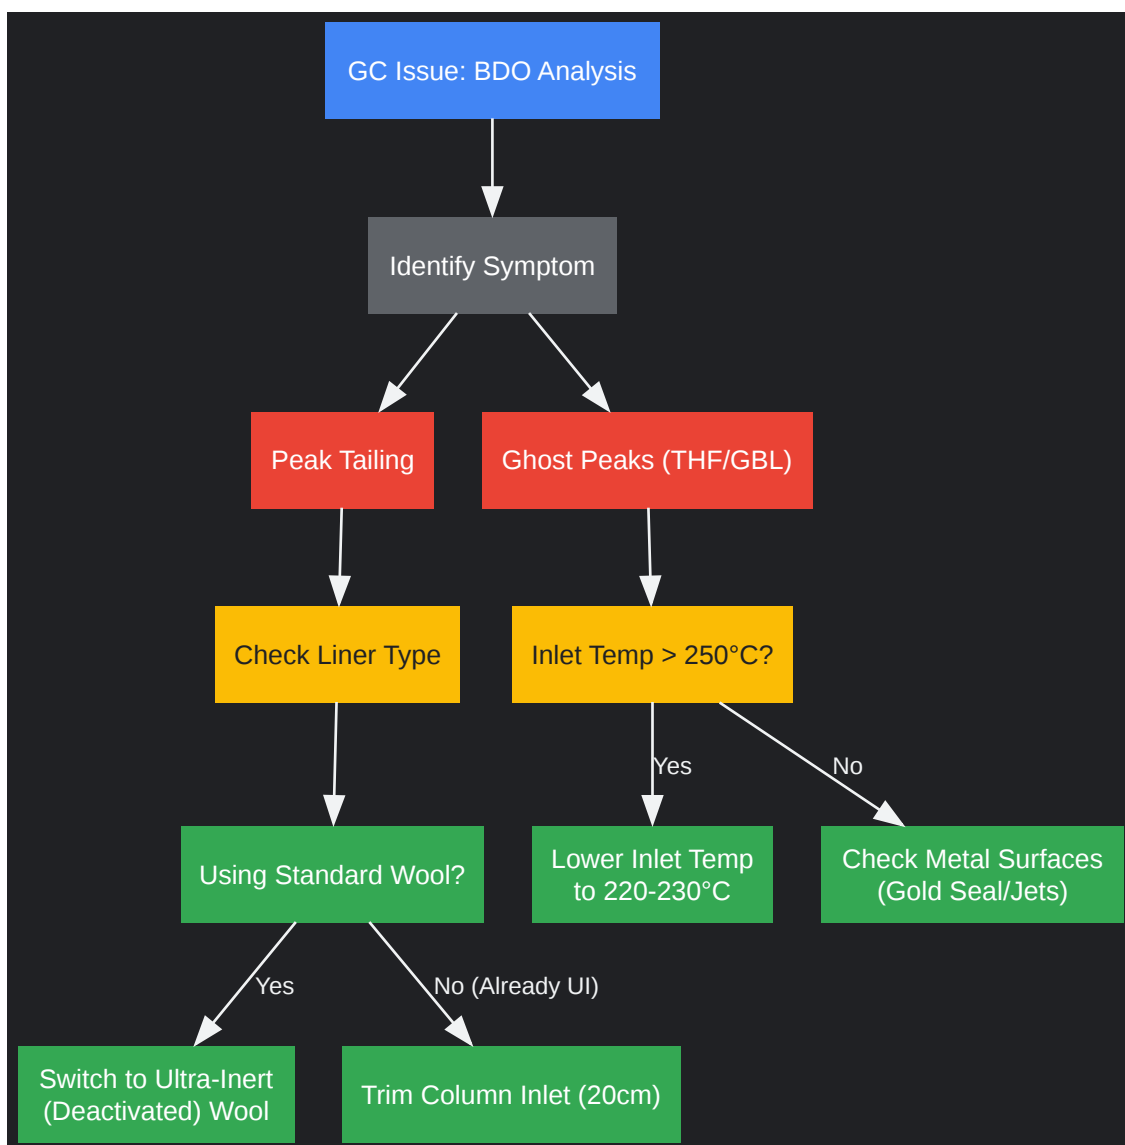 GC Issue: BDO Analysis
Identify Symptom
Peak Tailing
Ghost Peaks (THF/GBL)
Check Liner Type
Inlet Temp > 250°C?
Yes
No
Using Standard Wool?
Lower Inlet Temp
to 220-230°C
Check Metal Surfaces
(Gold Seal/Jets)
Yes
No (Already UI)
Switch to Ultra-Inert
(Deactivated) Wool
Trim Column Inlet (20cm)